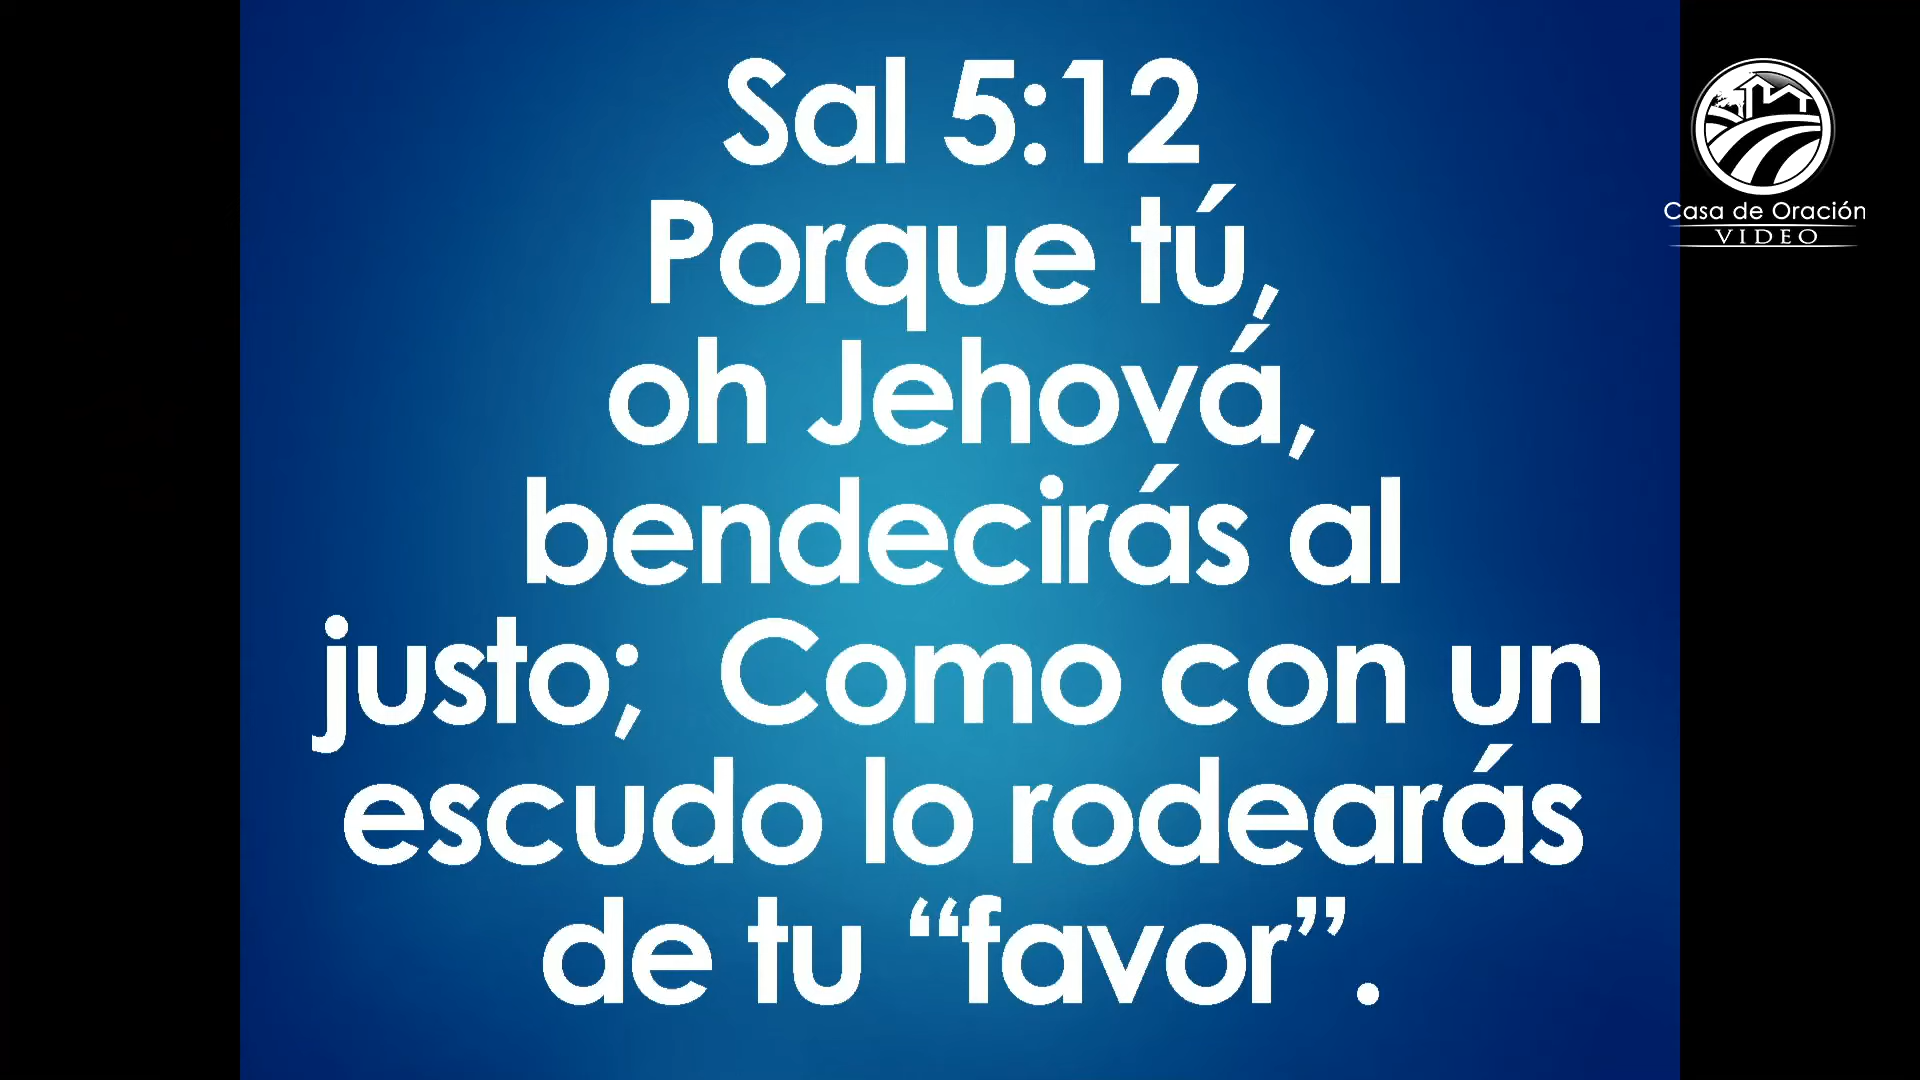 Sal 5:12
Porque tú,
oh Jehová,
bendecirás al
justo;  Como con un
escudo lo rodearás
de tu “favor”.
Casa de Oración
VIDEO